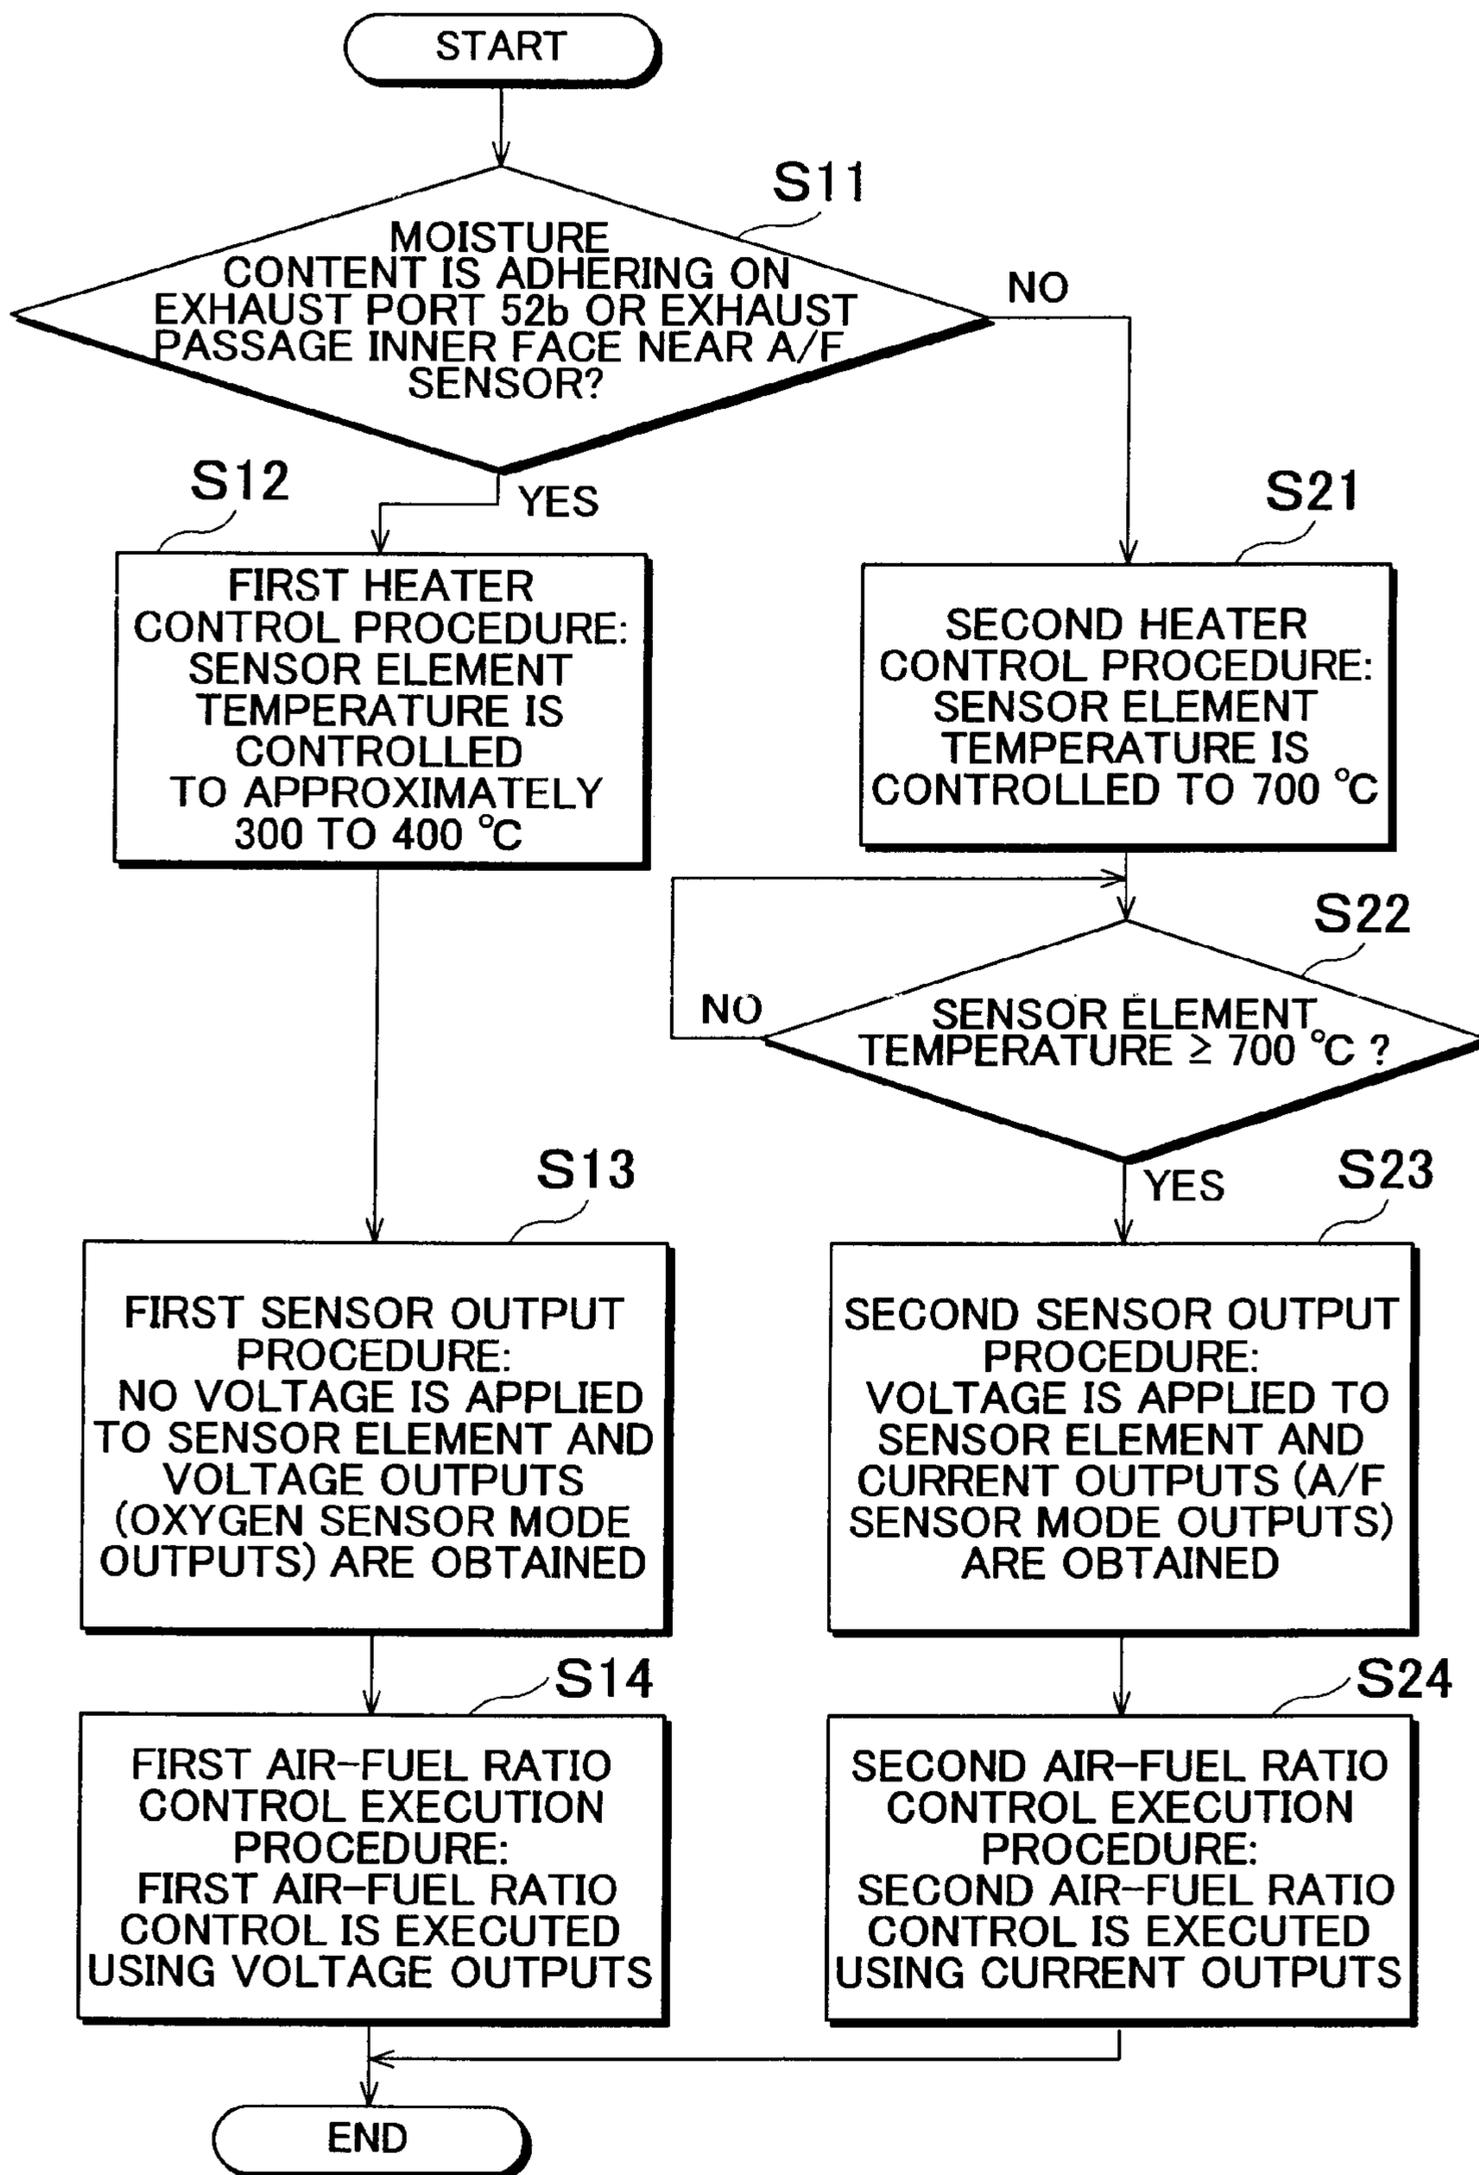 START
S11
MOISTURE
CONTENT IS ADHERING ON
EXHAUST PORT 52b OR EXHAUST
PASSAGE INNER FACE NEAR A/F
SENSOR?
NO
YES
S12
FIRST HEATER
CONTROL PROCEDURE:
SENSOR ELEMENT
TEMPERATURE IS
CONTROLLED
TO APPROXIMATELY
300 TO 400 °C
S21
SECOND HEATER
CONTROL PROCEDURE:
SENSOR ELEMENT
TEMPERATURE IS
CONTROLLED TO 700 °C
S22
NO
SENSOR ELEMENT
TEMPERATURE ≥ 700 °C ?
YES
S13
FIRST SENSOR OUTPUT
PROCEDURE:
NO VOLTAGE IS APPLIED
TO SENSOR ELEMENT AND
VOLTAGE OUTPUTS
(OXYGEN SENSOR MODE
OUTPUTS) ARE OBTAINED
S23
SECOND SENSOR OUTPUT
PROCEDURE:
VOLTAGE IS APPLIED TO
SENSOR ELEMENT AND
CURRENT OUTPUTS (A/F
SENSOR MODE OUTPUTS)
ARE OBTAINED
S14
FIRST AIR-FUEL RATIO
CONTROL EXECUTION
PROCEDURE:
FIRST AIR-FUEL RATIO
CONTROL IS EXECUTED
USING VOLTAGE OUTPUTS
S24
SECOND AIR-FUEL RATIO
CONTROL EXECUTION
PROCEDURE:
SECOND AIR-FUEL RATIO
CONTROL IS EXECUTED
USING CURRENT OUTPUTS
END